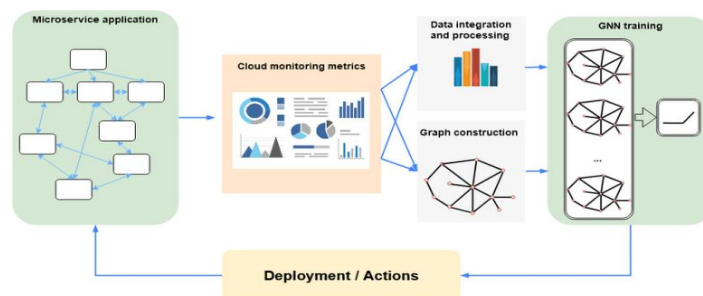 Microservice application
Cloud monitoring metrics
Data integration
and processing
Graph construction
GNN training
...
Deployment / Actions